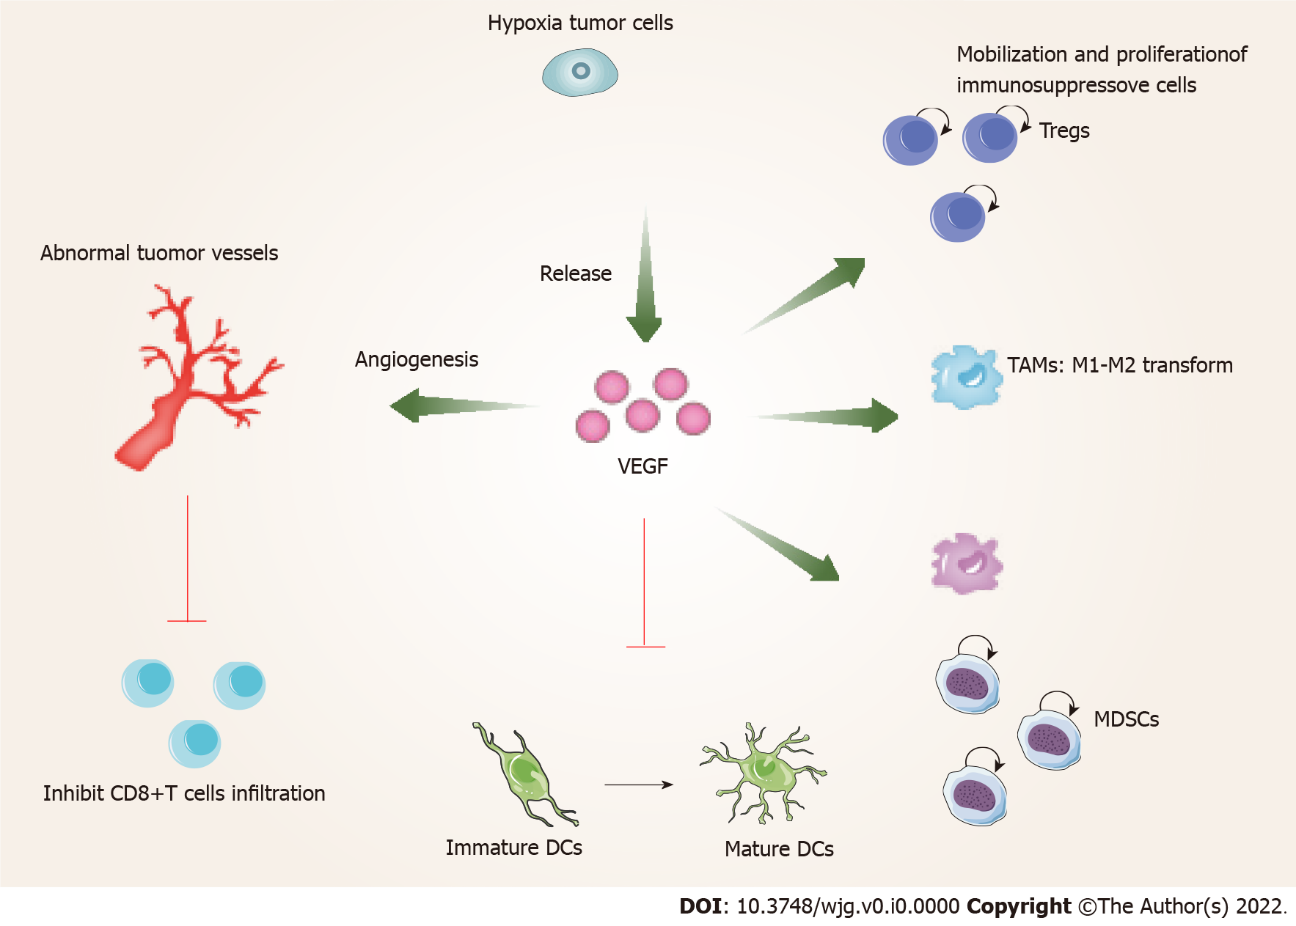 Hypoxia tumor cells
Mobilization and proliferationof
immunosuppressove cells
Tregs
Abnormal tuomor vessels
Release
Angiogenesis
TAMs: M1-M2 transform
VEGF
MDSCs
Inhibit CD8+T cells infiltration
Immature DCs
Mature DCs
DOI: 10.3748/wjg.v0.i0.0000 Copyright ©The Author(s) 2022.